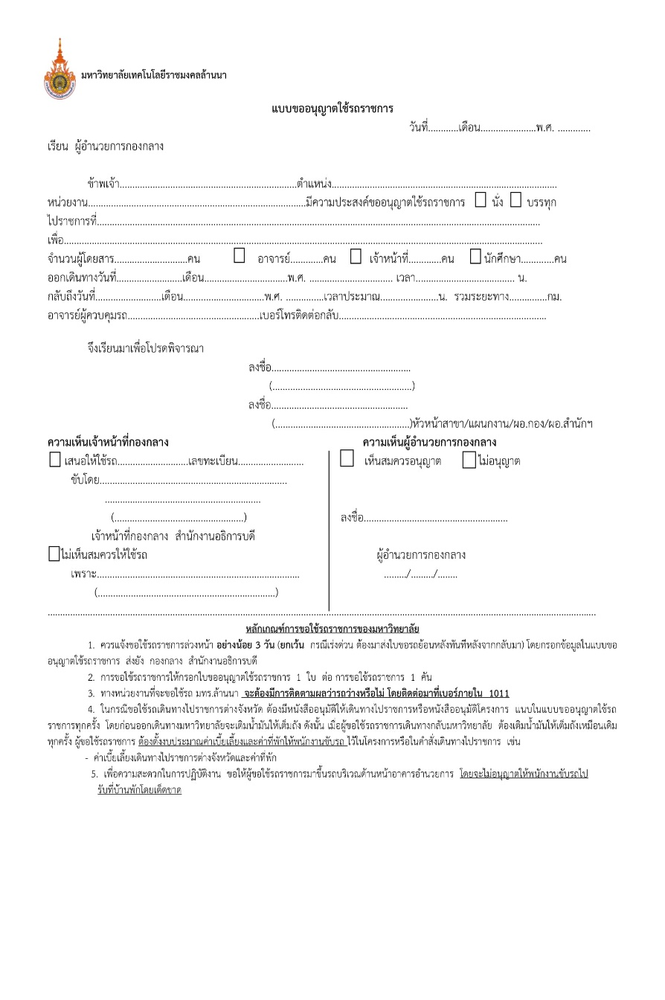 มหาวิทยาลัยเทคโนโลยีราชมงคลล้านนา
แบบขออนุญาตใช้รถราชการ
วันที่............เดือน......................พ.ศ. .............
เรียน ผู้อำนวยการกองกลาง
ข้าพเจ้า......................................................................ตำแหน่ง.........................................................................................
หน่วยงาน......................................................................................มีความประสงค์ขออนุญาตใช้รถราชการ ☐ นั่ง ☐ บรรทุก
ไปราชการที่...............................................................................................................................................................................
เพื่อ.............................................................................................................................................................................................
จำนวนผู้โดยสาร.............................คน ☐ อาจารย์.............คน ☐ เจ้าหน้าที่.............คน ☐ นักศึกษา.............คน
ออกเดินทางวันที่..........................เดือน.................................พ.ศ. ................................. เวลา....................................... น.
กลับถึงวันที่..........................เดือน................................พ.ศ. ...............เวลาประมาณ.......................น. รวมระยะทาง...............กม.
อาจารย์ผู้ควบคุมรถ....................................................เบอร์โทรติดต่อกลับ..................................................................................
จึงเรียนมาเพื่อโปรดพิจารณา
ลงชื่อ.......................................................
(.......................................................)
ลงชื่อ......................................................
(.....................................................)หัวหน้าสาขา/แผนกงาน/ผอ.กอง/ผอ.สำนักฯ
ความเห็นเจ้าหน้าที่กองกลาง
☐ เสนอให้ใช้รถ............................เลขทะเบียน..........................
ขับโดย..........................................................................
.............................................................
(...................................................)
เจ้าหน้าที่กองกลาง สำนักงานอธิการบดี
☐ไม่เห็นสมควรให้ใช้รถ
เพราะ................................................................................
(......................................................................)
ความเห็นผู้อำนวยการกองกลาง
☐ เห็นสมควรอนุญาต ☐ไม่อนุญาต
ลงชื่อ.........................................................
ผู้อำนวยการกองกลาง
........./........./........
หลักเกณฑ์การขอใช้รถราชการของมหาวิทยาลัย
1. ควรแจ้งขอใช้รถราชการล่วงหน้า อย่างน้อย 3 วัน (ยกเว้น กรณีเร่งด่วน ต้องมาส่งใบขอรถย้อนหลังทันทีหลังจากกลับมา) โดยกรอกข้อมูลในแบบขอ
อนุญาตใช้รถราชการ ส่งยัง กองกลาง สำนักงานอธิการบดี
2. การขอใช้รถราชการให้กรอกใบขออนุญาตใช้รถราชการ 1 ใบ ต่อ การขอใช้รถราชการ 1 คัน
3. ทางหน่วยงานที่จะขอใช้รถ มทร.ล้านนา จะต้องมีการติดตามผลว่ารถว่างหรือไม่ โดยติดต่อมาที่เบอร์ภายใน 1011
4. ในกรณีขอใช้รถเดินทางไปราชการต่างจังหวัด ต้องมีหนังสืออนุมัติให้เดินทางไปราชการหรือหนังสืออนุมัติโครงการ แนบในแบบขออนุญาตใช้รถ
ราชการทุกครั้ง โดยก่อนออกเดินทางมหาวิทยาลัยจะเติมน้ำมันให้เต็มถัง ดังนั้น เมื่อผู้ขอใช้รถราชการเดินทางกลับมหาวิทยาลัย ต้องเติมน้ำมันให้เต็มถังเหมือนเดิม
ทุกครั้ง ผู้ขอใช้รถราชการ ต้องตั้งงบประมาณค่าเบี้ยเลี้ยงและค่าที่พักให้พนักงานขับรถ ไว้ในโครงการหรือในคำสั่งเดินทางไปราชการ เช่น
- ค่าเบี้ยเลี้ยงเดินทางไปราชการต่างจังหวัดและค่าที่พัก
5. เพื่อความสะดวกในการปฏิบัติงาน ขอให้ผู้ขอใช้รถราชการมาขึ้นรถบริเวณด้านหน้าอาคารอำนวยการ โดยจะไม่อนุญาตให้พนักงานขับรถไป
รับที่บ้านพักโดยเด็ดขาด